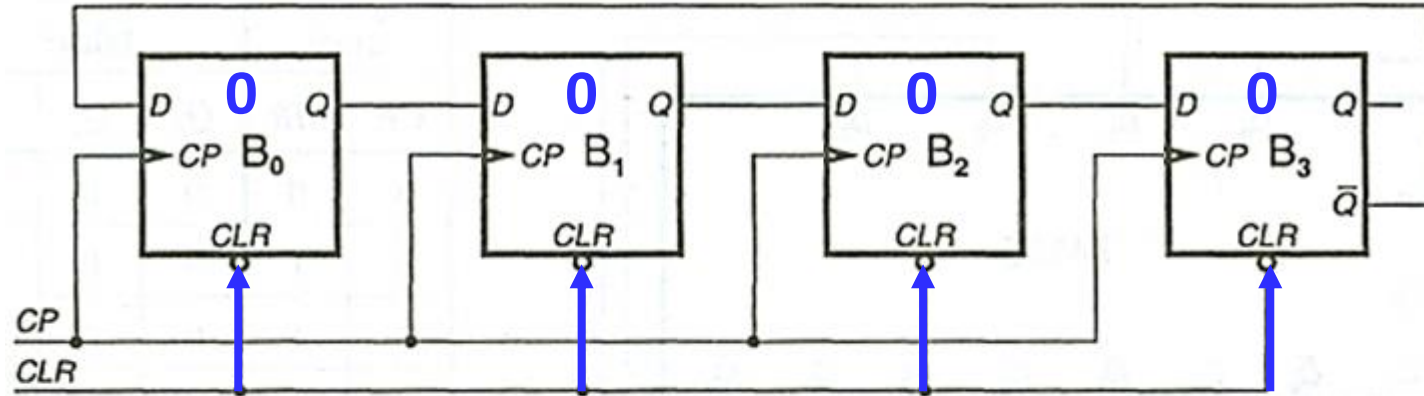 0 0 0 0
D Q D Q D Q D Q
CP B₀ CP B₁ CP B₂ CP B₃
Q̅
CLR CLR CLR CLR
CP
CLR